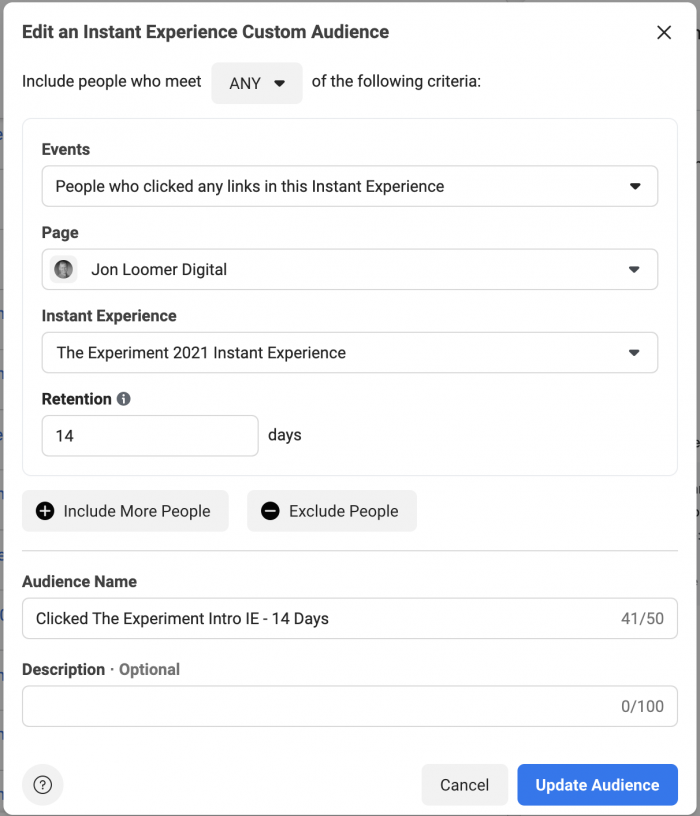 Edit an Instant Experience Custom Audience
Include people who meet ANY of the following criteria:
Events
People who clicked any links in this Instant Experience
Page
Jon Loomer Digital
Instant Experience
The Experiment 2021 Instant Experience
Retention
14 days
Include More People Exclude People
Audience Name
Clicked The Experiment Intro IE - 14 Days 41/50
Description · Optional
0/100
? Cancel Update Audience